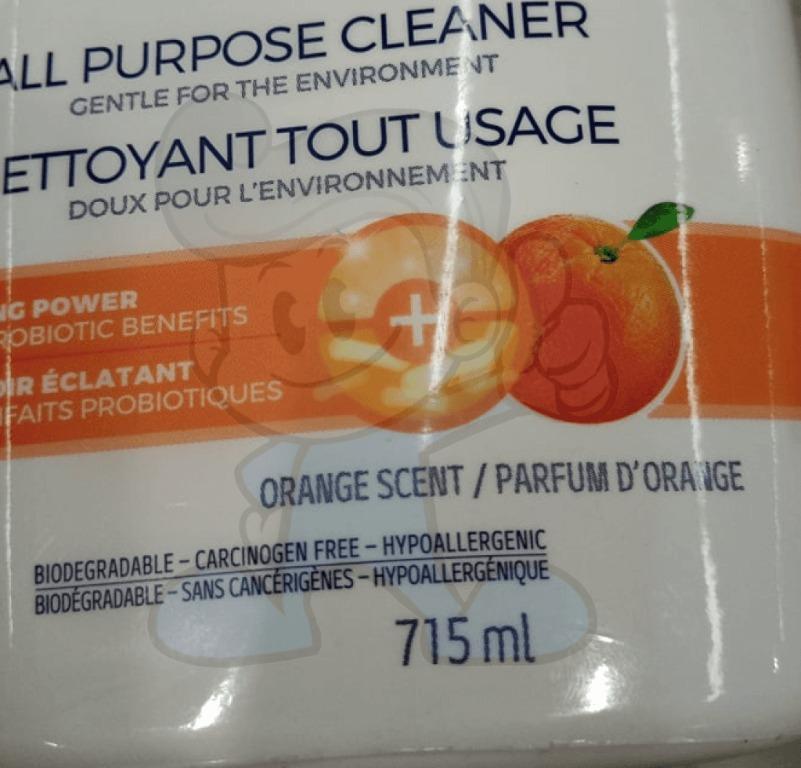 ALL PURPOSE CLEANER
GENTLE FOR THE ENVIRONMENT
ETTOYANT TOUT USAGE
DOUX POUR L'ENVIRONNEMENT
NG POWER
ROBIOTIC BENEFITS
OIR ÉCLATANT
FAITS PROBIOTIQUES
ORANGE SCENT / PARFUM D'ORANGE
BIODEGRADABLE – CARCINOGEN FREE – HYPOALLERGENIC
BIODÉGRADABLE – SANS CANCÉRIGÈNES – HYPOALLERGÉNIQUE
715 ml